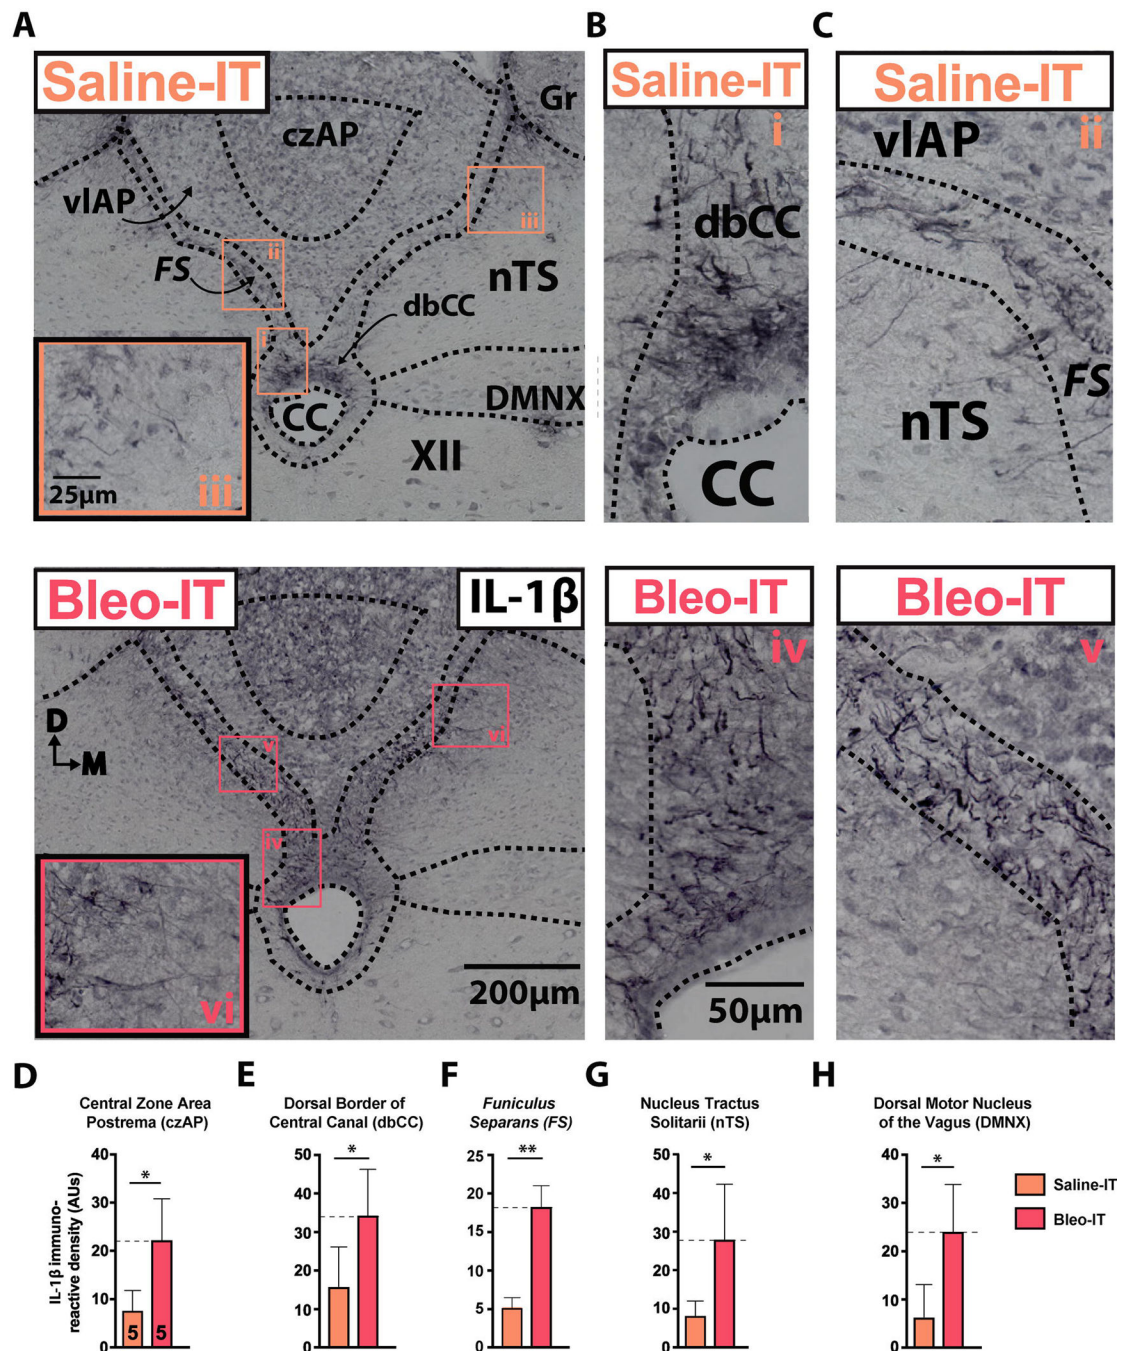 A
B
C
Saline-IT
Saline-IT
Saline-IT
Gr
czAP
vlAP
FS
nTS
dbCC
DMNX
CC
XII
i
ii
iii
25µm
iii
i
dbCC
CC
vlAP
ii
FS
nTS
Bleo-IT
IL-1β
Bleo-IT
Bleo-IT
D
M
v
vi
iv
vi
200µm
iv
50µm
v
D
E
F
G
H
Central Zone Area
Postrema (czAP)
IL-1β immuno-
reactive density (AUs)
40
30
20
10
0
*
5
5
Dorsal Border of
Central Canal (dbCC)
50
40
30
20
10
0
*
Funiculus
Separans (FS)
25
20
15
10
5
0
**
Nucleus Tractus
Solitarii (nTS)
50
40
30
20
10
0
*
Dorsal Motor Nucleus
of the Vagus (DMNX)
40
30
20
10
0
*
Saline-IT
Bleo-IT